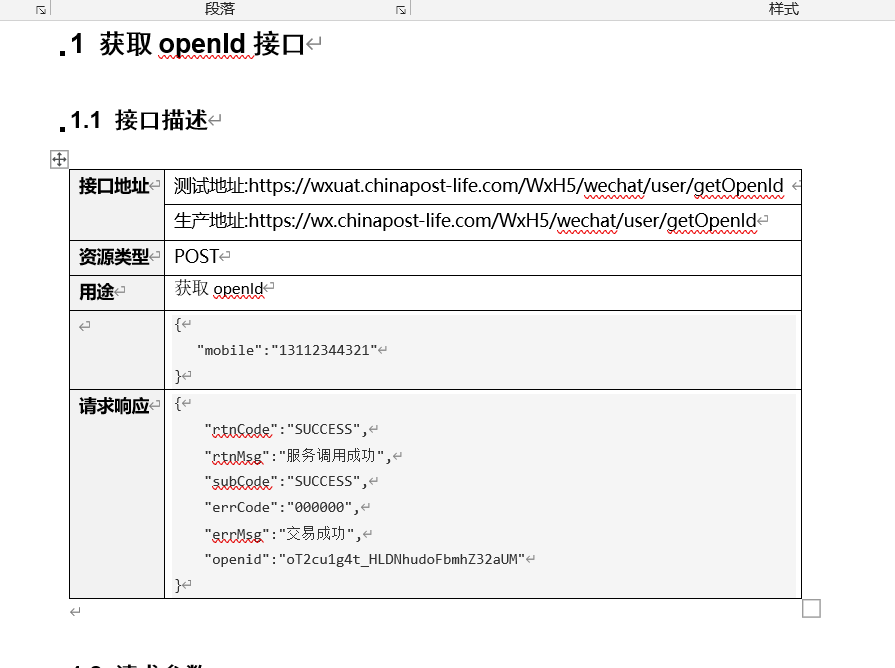 段落
样式
1 获取 openId 接口
1.1 接口描述
接口地址
测试地址:https://wxuat.chinapost-life.com/WxH5/wechat/user/getOpenId
生产地址:https://wx.chinapost-life.com/WxH5/wechat/user/getOpenId
资源类型
POST
用途
获取 openId
{
"mobile":"13112344321"
}
请求响应
{
"rtnCode":"SUCCESS",
"rtnMsg":"服务调用成功",
"subCode":"SUCCESS",
"errCode":"000000",
"errMsg":"交易成功",
"openid":"oT2cu1g4t_HLDNhudoFbmhZ32aUM"
}